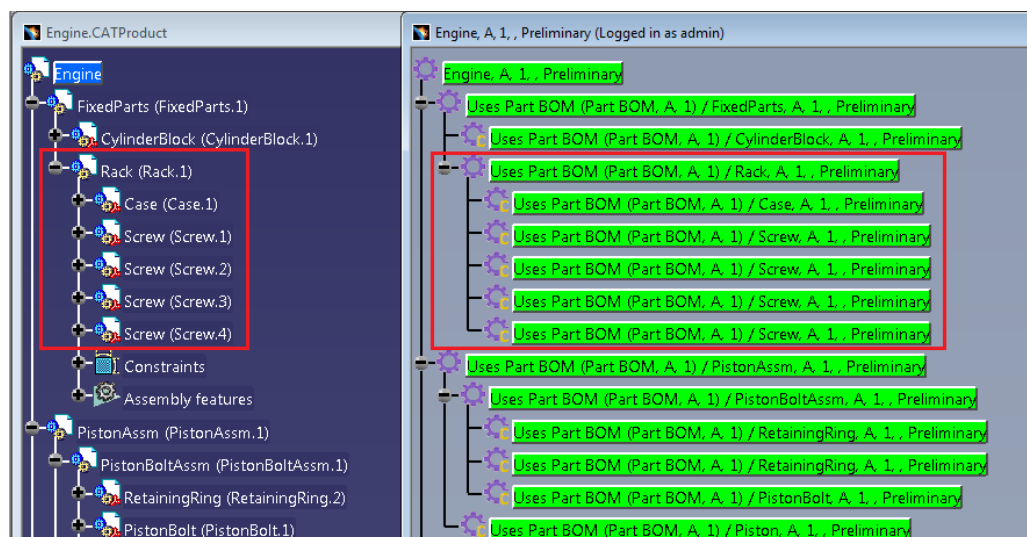 Engine.CATProduct
Engine
FixedParts (FixedParts.1)
CylinderBlock (CylinderBlock.1)
Rack (Rack.1)
Case (Case.1)
Screw (Screw.1)
Screw (Screw.2)
Screw (Screw.3)
Screw (Screw.4)
Constraints
Assembly features
PistonAssm (PistonAssm.1)
PistonBoltAssm (PistonBoltAssm.1)
RetainingRing (RetainingRing.2)
PistonBolt (PistonBolt.1)
Engine, A, 1, , Preliminary (Logged in as admin)
Engine, A, 1, , Preliminary
Uses Part BOM (Part BOM, A, 1) / FixedParts, A, 1, , Preliminary
Uses Part BOM (Part BOM, A, 1) / CylinderBlock, A, 1, , Preliminary
Uses Part BOM (Part BOM, A, 1) / Rack, A, 1, , Preliminary
Uses Part BOM (Part BOM, A, 1) / Case, A, 1, , Preliminary
Uses Part BOM (Part BOM, A, 1) / Screw, A, 1, , Preliminary
Uses Part BOM (Part BOM, A, 1) / Screw, A, 1, , Preliminary
Uses Part BOM (Part BOM, A, 1) / Screw, A, 1, , Preliminary
Uses Part BOM (Part BOM, A, 1) / Screw, A, 1, , Preliminary
Uses Part BOM (Part BOM, A, 1) / PistonAssm, A, 1, , Preliminary
Uses Part BOM (Part BOM, A, 1) / PistonBoltAssm, A, 1, , Preliminary
Uses Part BOM (Part BOM, A, 1) / RetainingRing, A, 1, , Preliminary
Uses Part BOM (Part BOM, A, 1) / RetainingRing, A, 1, , Preliminary
Uses Part BOM (Part BOM, A, 1) / PistonBolt, A, 1, , Preliminary
Uses Part BOM (Part BOM, A, 1) / Piston, A, 1, , Preliminary